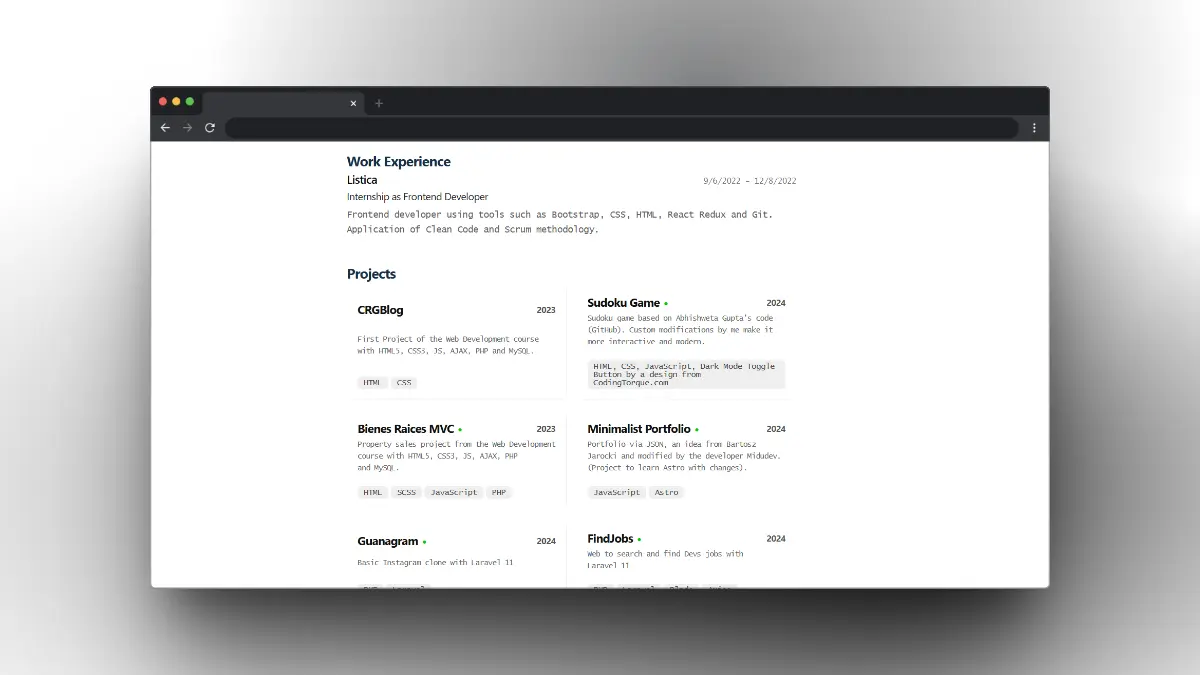 Work Experience
Listica
9/6/2022 - 12/8/2022
Internship as Frontend Developer
Frontend developer using tools such as Bootstrap, CSS, HTML, React Redux and Git.
Application of Clean Code and Scrum methodology.
Projects
CRGBlog
2023
First Project of the Web Development course
with HTML5, CSS3, JS, AJAX, PHP and MySQL.
HTML CSS
Sudoku Game
2024
Sudoku game based on Abhishweta Gupta's code
(GitHub). Custom modifications by me make it
more interactive and modern.
HTML, CSS, JavaScript, Dark Mode Toggle
Button by a design from
CodingTorque.com
Bienes Raices MVC
2023
Property sales project from the Web Development
course with HTML5, CSS3, JS, AJAX, PHP
and MySQL.
HTML SCSS JavaScript PHP
Minimalist Portfolio
2024
Portfolio via JSON, an idea from Bartosz
Jarocki and modified by the developer Midudev.
(Project to learn Astro with changes).
JavaScript Astro
Guanagram
2024
Basic Instagram clone with Laravel 11
FindJobs
2024
Web to search and find Devs jobs with
Laravel 11